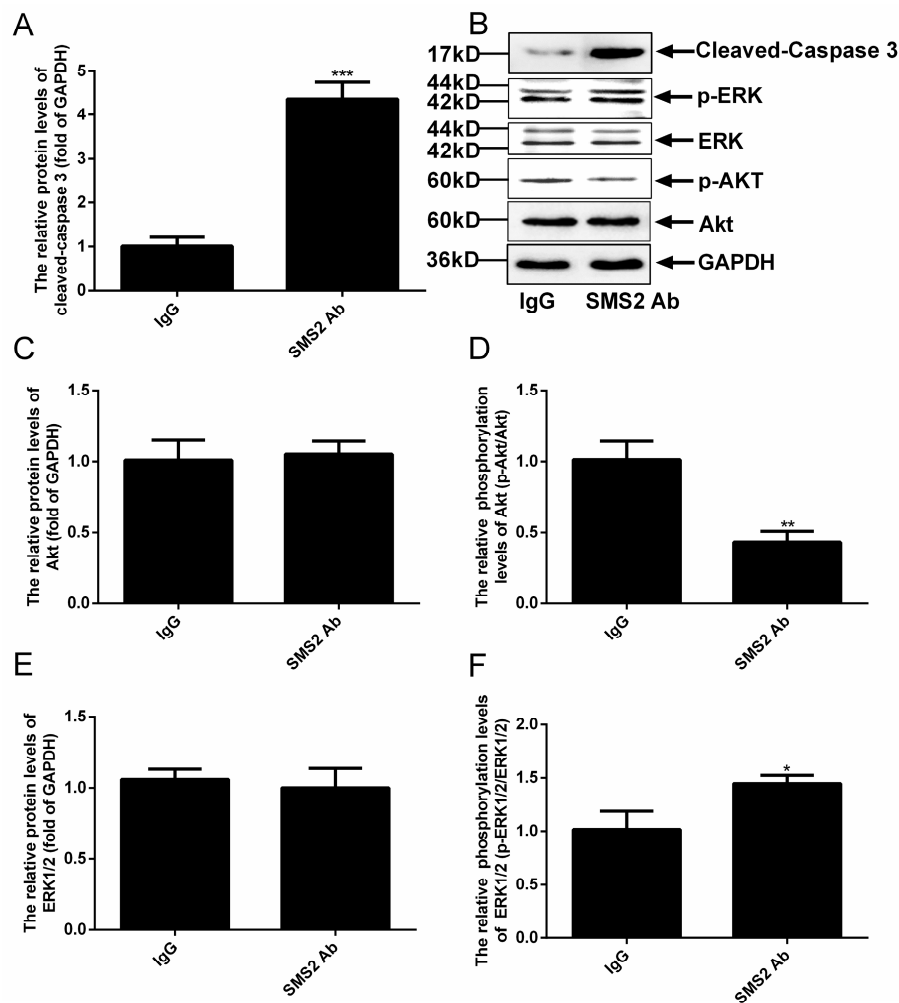 A
The relative protein levels of
cleaved-caspase 3 (fold of GAPDH)
5
4
3
2
1
0
***
IgG
SMS2 Ab
B
17kD
Cleaved-Caspase 3
44kD
42kD
p-ERK
44kD
42kD
ERK
60kD
p-AKT
60kD
Akt
36kD
GAPDH
IgG SMS2 Ab
C
The relative protein levels of
Akt (fold of GAPDH)
1.5
1.0
0.5
0.0
IgG
SMS2 Ab
D
The relative phosphorylation
levels of Akt (p-Akt/Akt)
1.5
1.0
0.5
0.0
**
IgG
SMS2 Ab
E
The relative protein levels of
ERK1/2 (fold of GAPDH)
1.5
1.0
0.5
0.0
IgG
SMS2 Ab
F
The relative phosphorylation levels
of ERK1/2 (p-ERK1/2/ERK1/2)
2.0
1.5
1.0
0.5
0.0
*
IgG
SMS2 Ab